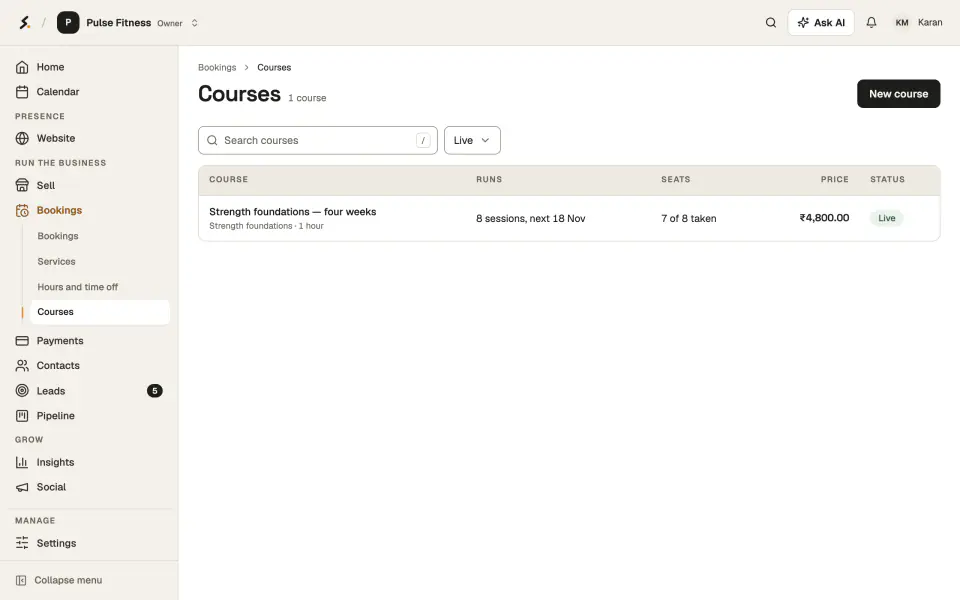 / P Pulse Fitness Owner
Ask AI
KM Karan
Home
Calendar
PRESENCE
Website
RUN THE BUSINESS
Sell
Bookings
Bookings
Services
Hours and time off
Courses
Payments
Contacts
Leads 5
Pipeline
GROW
Insights
Social
MANAGE
Settings
Collapse menu
Bookings > Courses
Courses 1 course
New course
Search courses /
Live
COURSE RUNS SEATS PRICE STATUS
Strength foundations — four weeks
Strength foundations · 1 hour
8 sessions, next 18 Nov
7 of 8 taken
₹4,800.00
Live